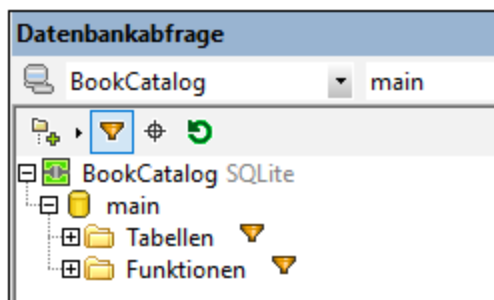 Datenbankabfrage
BookCatalog main
BookCatalog SQLite
main
Tabellen
Funktionen